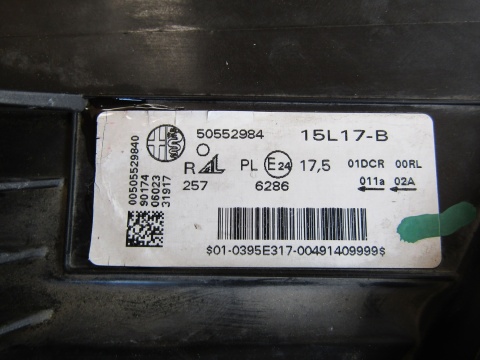 50552984 15L17-B
R AL PL E24 17,5 01DCR 00RL
257 6286 011a 02A
$01-0395E317-00491409999$
00505529840
90174
06023
31917